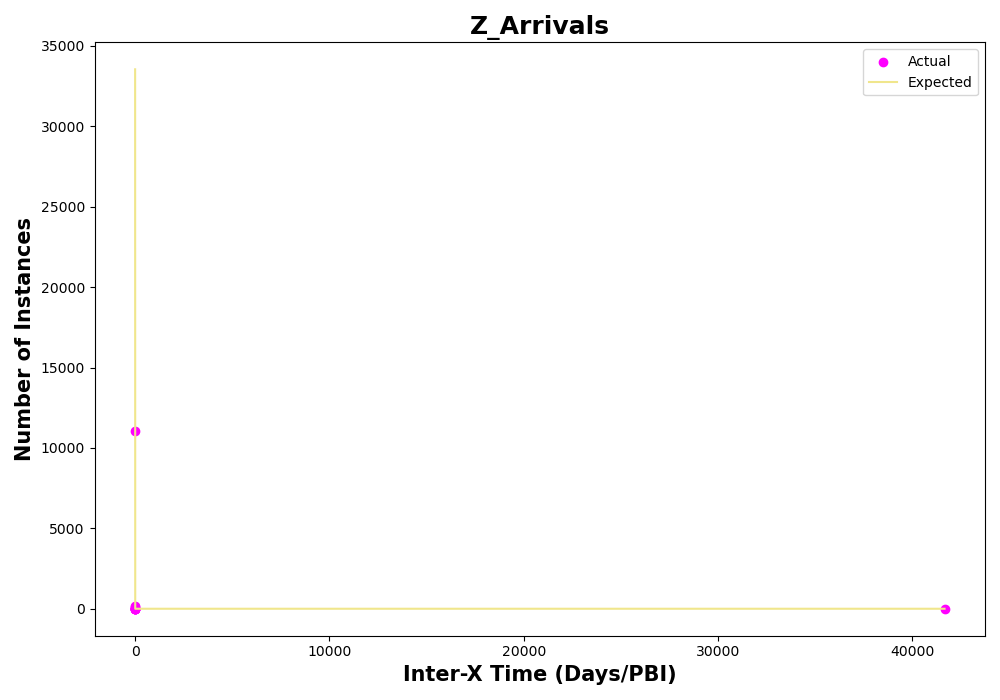 Z_Arrivals
Actual
Expected
35000
30000
25000
20000
15000
10000
5000
0
Number of Instances
0 10000 20000 30000 40000
Inter-X Time (Days/PBI)